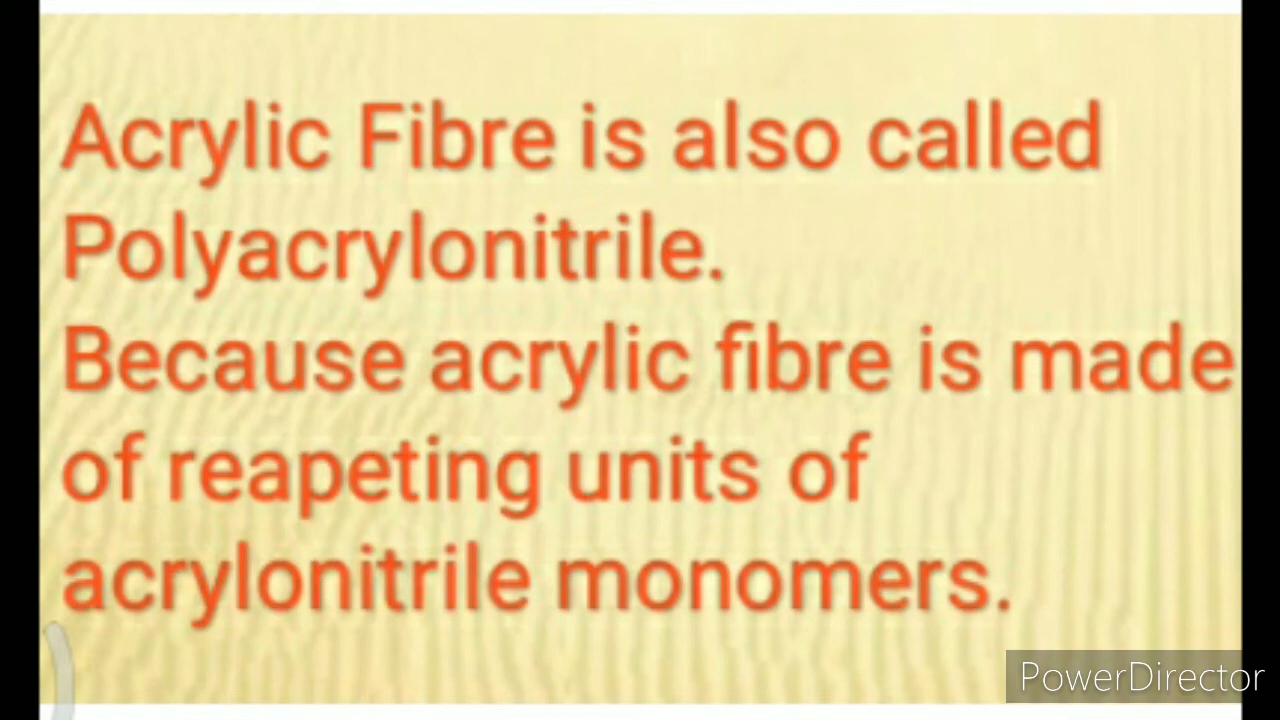 Acrylic Fibre is also called
Polyacrylonitrile.
Because acrylic fibre is made
of reapeting units of
acrylonitrile monomers.
PowerDirector